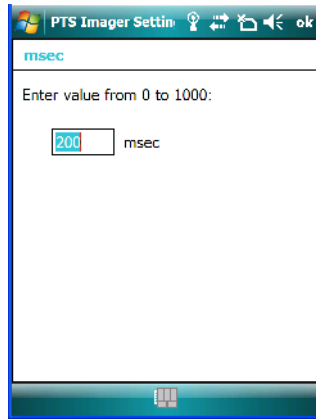 PTS Imager Settin ok
msec
Enter value from 0 to 1000:
200 msec